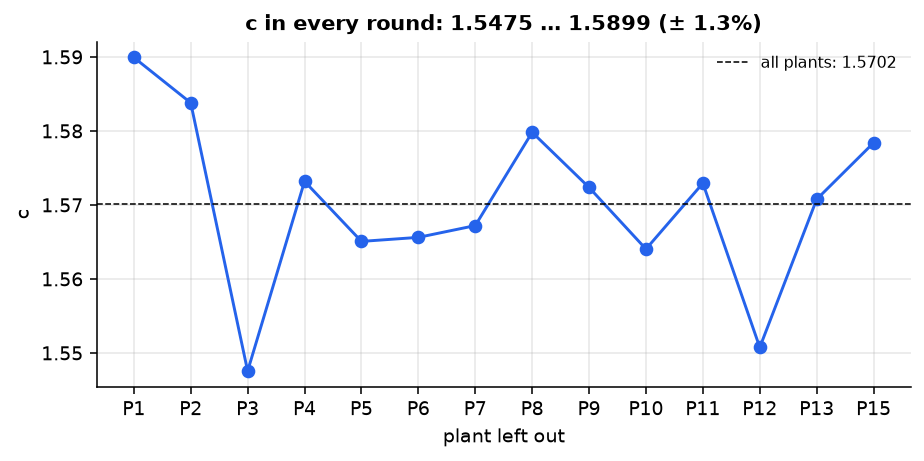 c in every round: 1.5475 … 1.5899 (± 1.3%)
all plants: 1.5702
1.59
1.58
1.57
1.56
1.55
c
P1 P2 P3 P4 P5 P6 P7 P8 P9 P10 P11 P12 P13 P15
plant left out